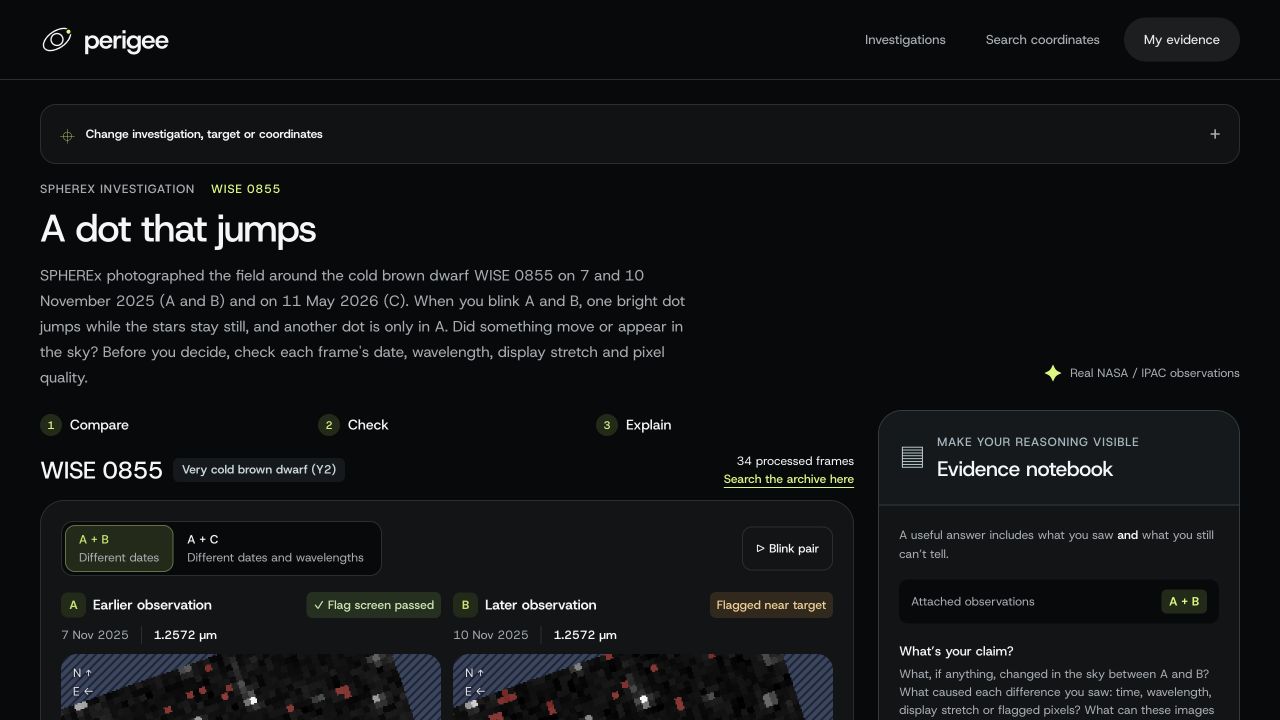 perigee
Investigations
Search coordinates
My evidence
Change investigation, target or coordinates
+
SPHEREX INVESTIGATION WISE 0855
A dot that jumps
SPHEREx photographed the field around the cold brown dwarf WISE 0855 on 7 and 10
November 2025 (A and B) and on 11 May 2026 (C). When you blink A and B, one bright dot
jumps while the stars stay still, and another dot is only in A. Did something move or appear in
the sky? Before you decide, check each frame's date, wavelength, display stretch and pixel
quality.
Real NASA / IPAC observations
1 Compare
2 Check
3 Explain
WISE 0855 Very cold brown dwarf (Y2)
34 processed frames
Search the archive here
A + B
Different dates
A + C
Different dates and wavelengths
Blink pair
A Earlier observation
✓ Flag screen passed
7 Nov 2025 1.2572 μm
N ↑
E ←
B Later observation
Flagged near target
10 Nov 2025 1.2572 μm
N ↑
E ←
MAKE YOUR REASONING VISIBLE
Evidence notebook
A useful answer includes what you saw and what you still
can't tell.
Attached observations A + B
What's your claim?
What, if anything, changed in the sky between A and B?
What caused each difference you saw: time, wavelength,
display stretch or flagged pixels? What can these images